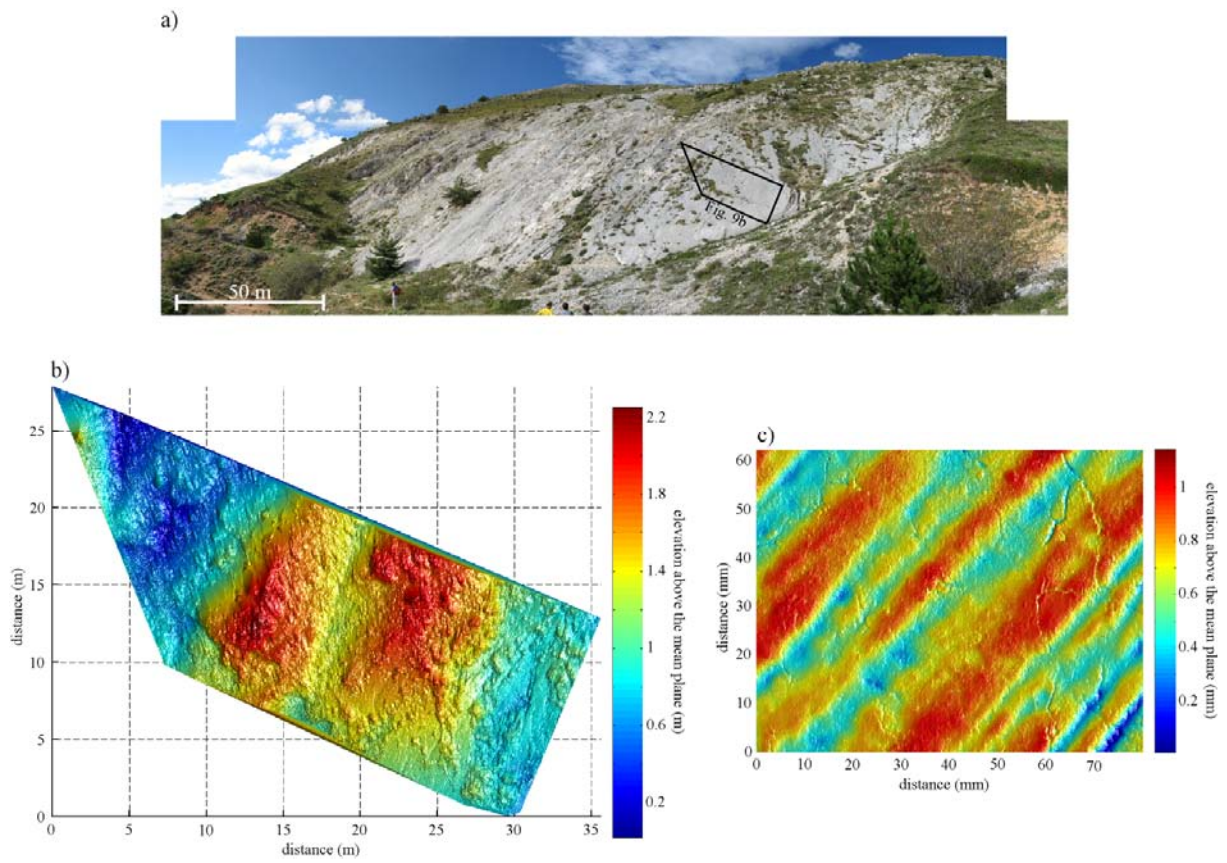 a)
Fig. 9b
50 m
b)
25
20
15
10
5
0
distance (m)
0 5 10 15 20 25 30 35
distance (m)
2.2
1.8
1.4
1
0.6
0.2
elevation above the mean plane (m)
c)
60
50
40
30
20
10
0
distance (mm)
0 10 20 30 40 50 60 70
distance (mm)
1
0.8
0.6
0.4
0.2
elevation above the mean plane (mm)